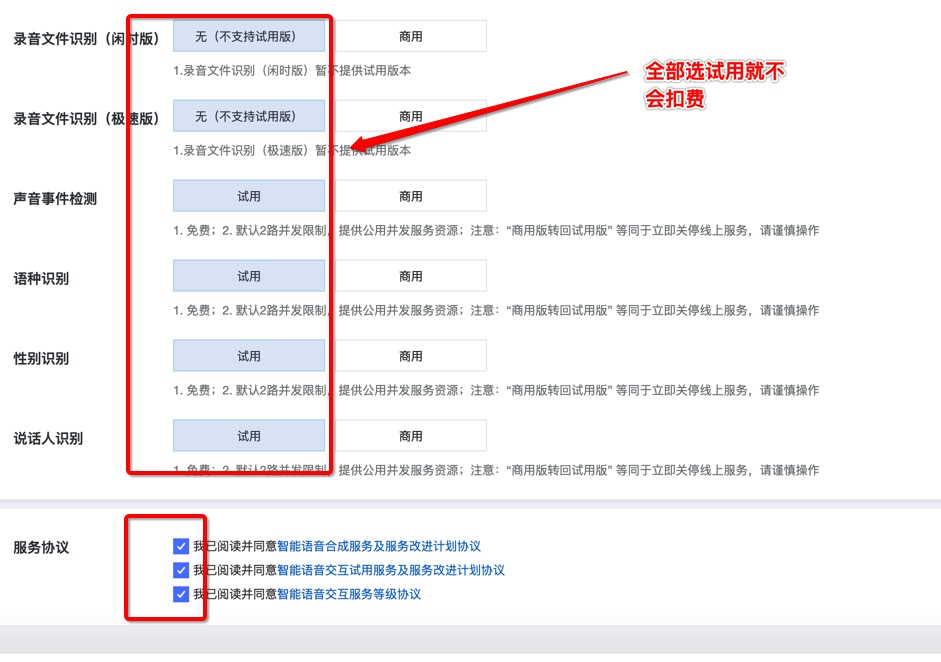 录音文件识别（闲时版）
无（不支持试用版）
商用
1.录音文件识别（闲时版）暂不提供试用版本
全部选试用就不
会扣费
录音文件识别（极速版）
无（不支持试用版）
商用
1.录音文件识别（极速版）暂不提供试用版本
声音事件检测
试用
商用
1. 免费；2. 默认2路并发限制，提供公用并发服务资源；注意：“商用版转回试用版” 等同于立即关停线上服务，请谨慎操作
语种识别
试用
商用
1. 免费；2. 默认2路并发限制，提供公用并发服务资源；注意：“商用版转回试用版” 等同于立即关停线上服务，请谨慎操作
性别识别
试用
商用
1. 免费；2. 默认2路并发限制，提供公用并发服务资源；注意：“商用版转回试用版” 等同于立即关停线上服务，请谨慎操作
说话人识别
试用
商用
1. 免费；2. 默认2路并发限制，提供公用并发服务资源；注意：“商用版转回试用版” 等同于立即关停线上服务，请谨慎操作
服务协议
我已阅读并同意智能语音合成服务及服务改进计划协议
我已阅读并同意智能语音交互试用服务及服务改进计划协议
我已阅读并同意智能语音交互服务等级协议